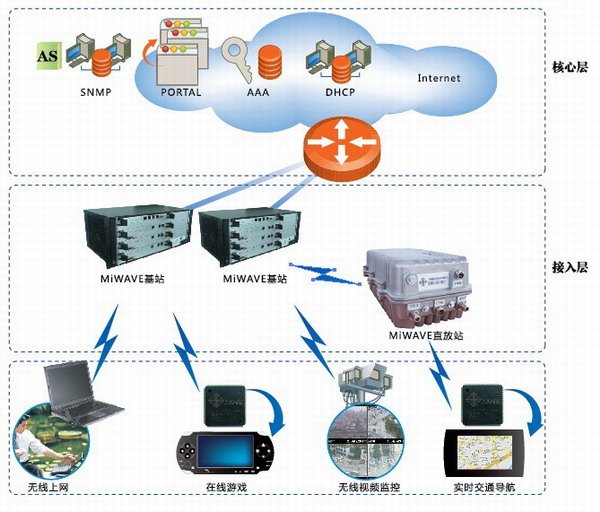 AS
SNMP
PORTAL
AAA
DHCP
Internet
核心层
MiWAVE基站
MiWAVE基站
接入层
MiWAVE直放站
无线上网
在线游戏
无线视频监控
实时交通导航